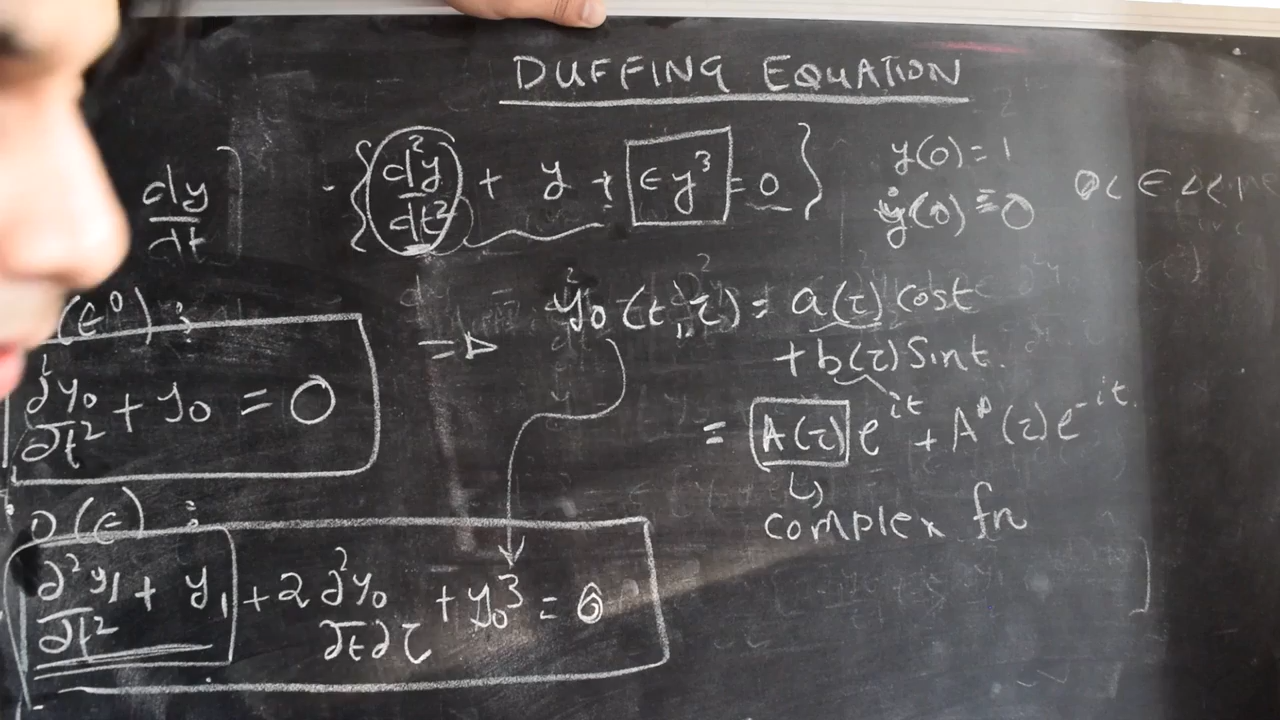 DUFFING EQUATION
dy/dt ] - { d²y/dt² + y + εy³ = 0 }
y(0) = 1
ẏ(0) = 0
0 < ε <<
O(ε⁰) :
∂²y₀/∂t² + y₀ = 0
=> y₀(t, τ) = a(τ) cost
+ b(τ) Sint.
= A(τ) e^{it} + A*(τ) e^{-it}.
↳
complex fn
O(ε) :
∂²y₁/∂t² + y₁ + 2 ∂²y₀/∂t∂τ + y₀³ = 0